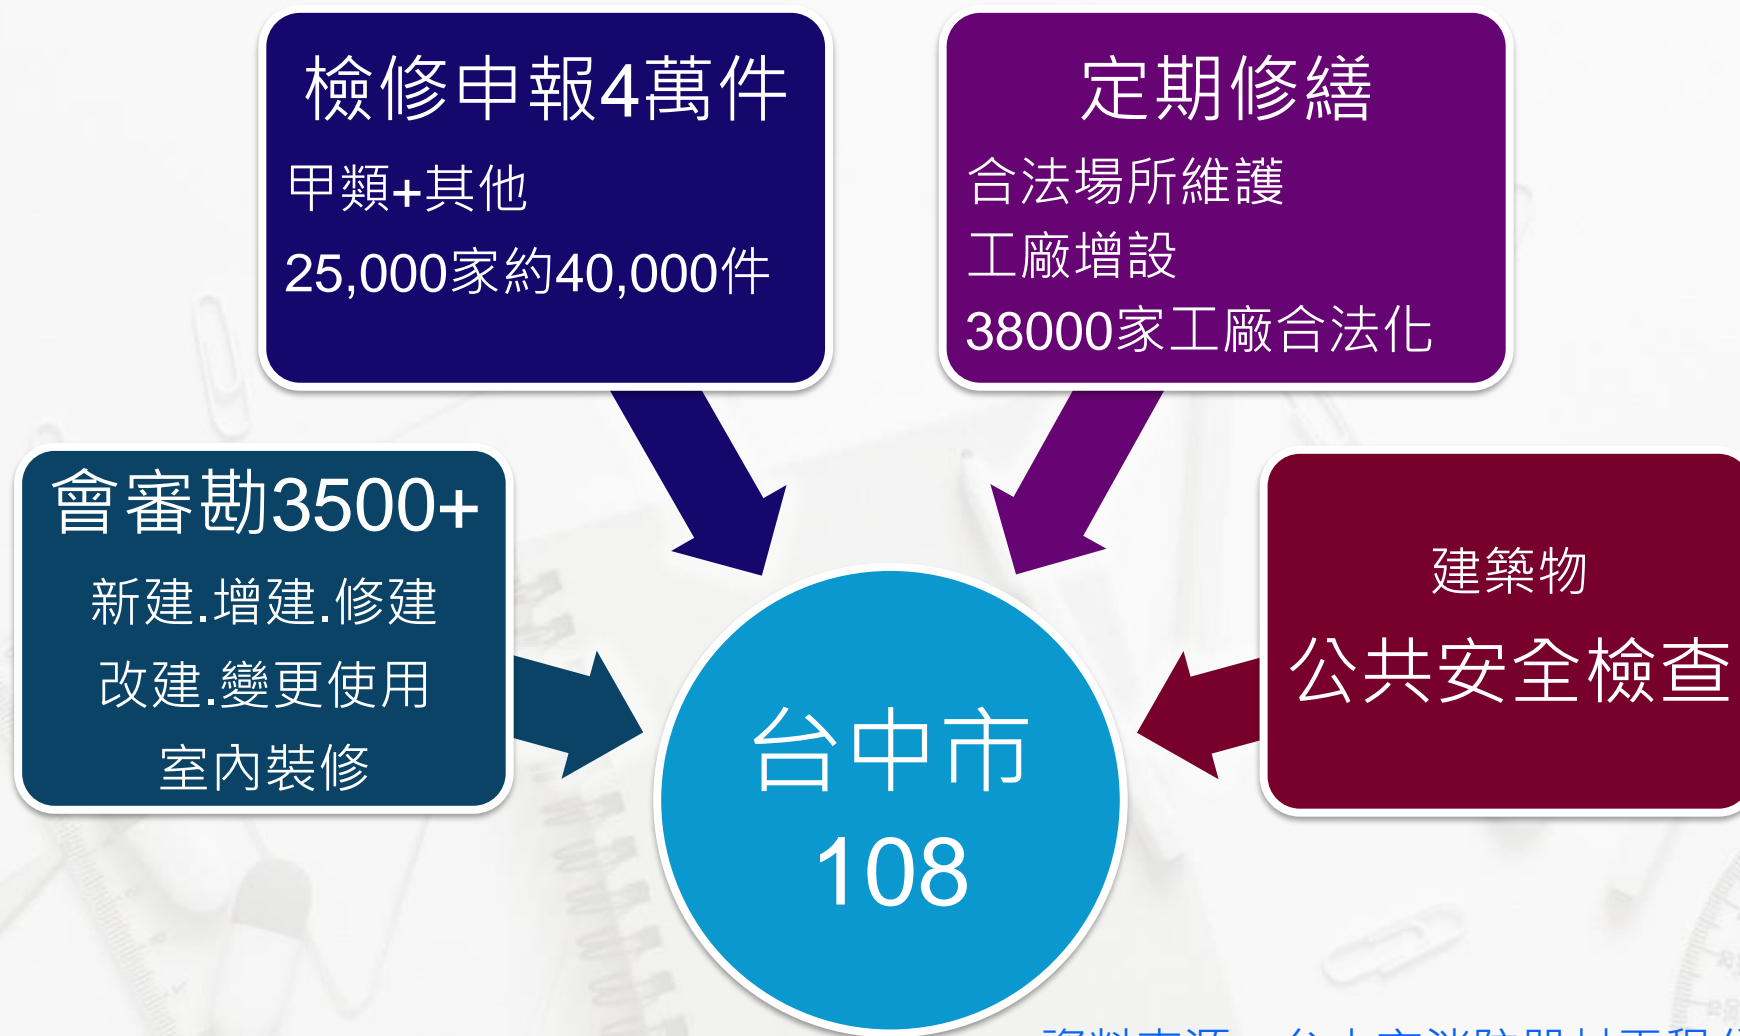 檢修申報4萬件
甲類+其他
25,000家約40,000件
定期修繕
合法場所維護
工廠增設
38000家工廠合法化
會審勘3500+
新建.增建.修建
改建.變更使用
室內裝修
建築物
公共安全檢查
台中市
108